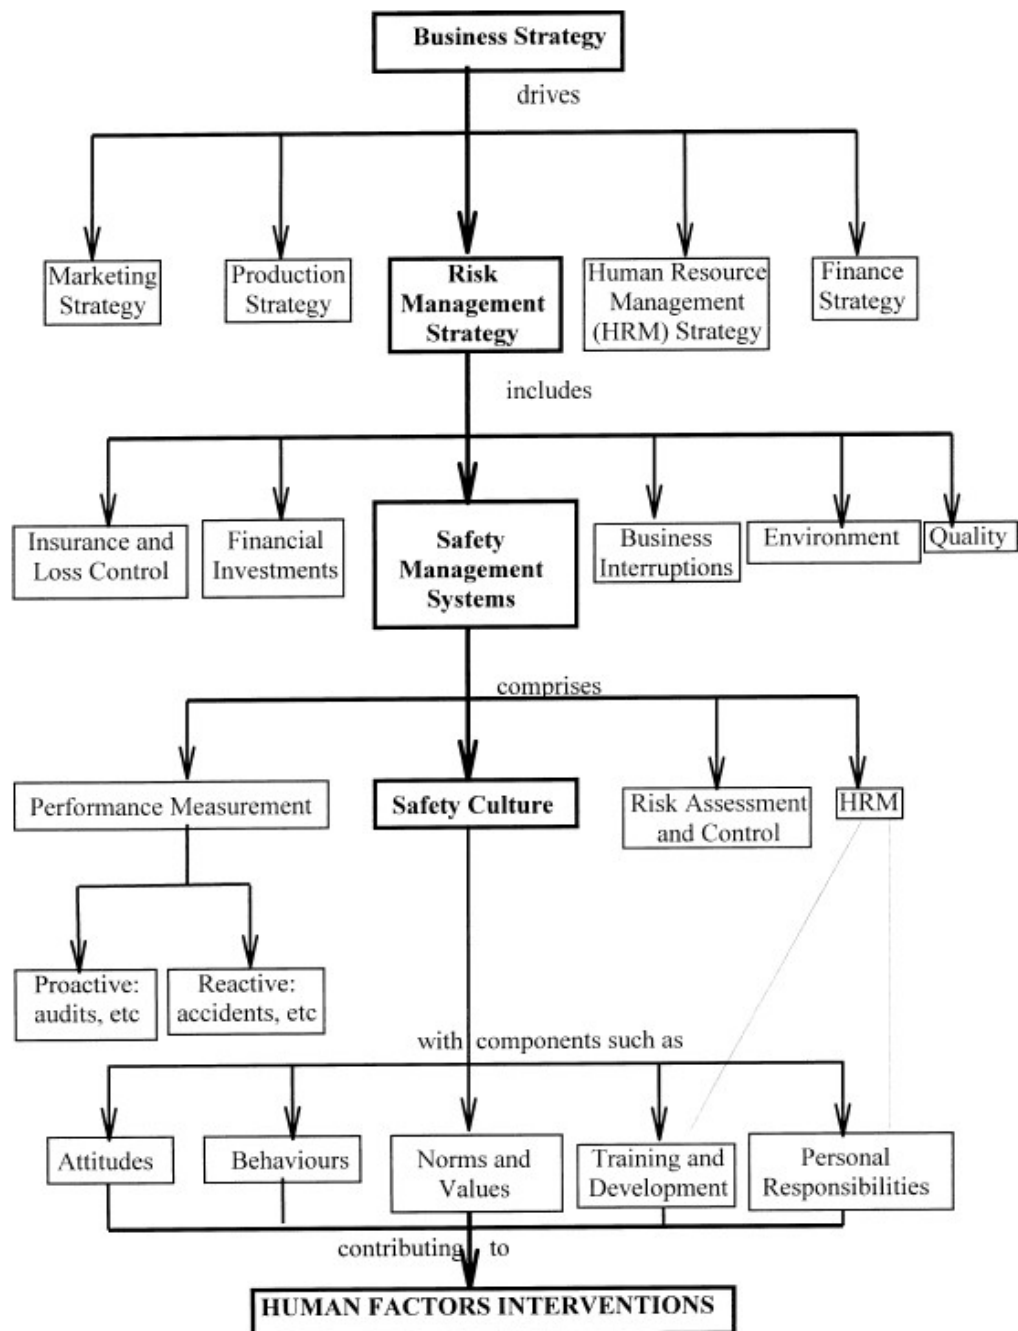 Business Strategy
drives
Marketing
Strategy
Production
Strategy
Risk
Management
Strategy
Human Resource
Management
(HRM) Strategy
Finance
Strategy
includes
Insurance and
Loss Control
Financial
Investments
Safety
Management
Systems
Business
Interruptions
Environment
Quality
comprises
Performance Measurement
Safety Culture
Risk Assessment
and Control
HRM
Proactive:
audits, etc
Reactive:
accidents, etc
with components such as
Attitudes
Behaviours
Norms and
Values
Training and
Development
Personal
Responsibilities
contributing to
HUMAN FACTORS INTERVENTIONS